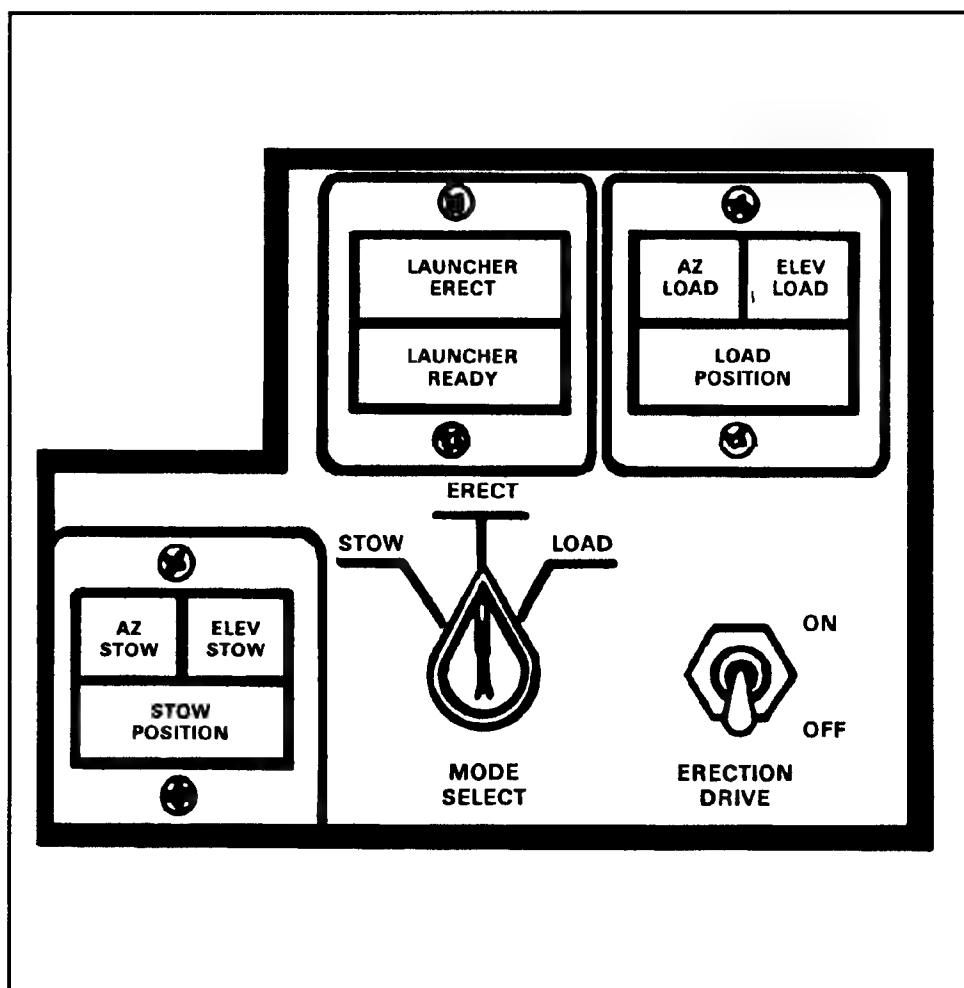 LAUNCHER
ERECT
LAUNCHER
READY
AZ
LOAD
ELEV
LOAD
LOAD
POSITION
ERECT
STOW
LOAD
AZ
STOW
ELEV
STOW
STOW
POSITION
ON
OFF
MODE
SELECT
ERECTION
DRIVE